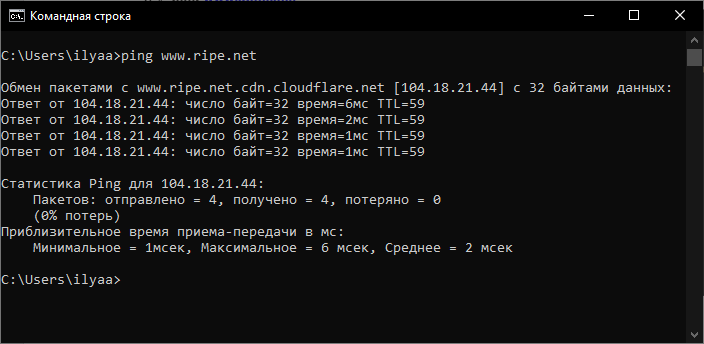 Командная строка
C:\Users\ilyaa>ping www.ripe.net
Обмен пакетами с www.ripe.net.cdn.cloudflare.net [104.18.21.44] с 32 байтами данных:
Ответ от 104.18.21.44: число байт=32 время=6мс TTL=59
Ответ от 104.18.21.44: число байт=32 время=2мс TTL=59
Ответ от 104.18.21.44: число байт=32 время=1мс TTL=59
Ответ от 104.18.21.44: число байт=32 время=1мс TTL=59
Статистика Ping для 104.18.21.44:
Пакетов: отправлено = 4, получено = 4, потеряно = 0
(0% потерь)
Приблизительное время приема-передачи в мс:
Минимальное = 1мсек, Максимальное = 6 мсек, Среднее = 2 мсек
C:\Users\ilyaa>